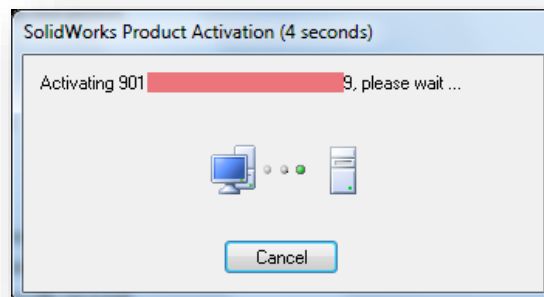 SolidWorks Product Activation (4 seconds)
Activating 901 9, please wait ...
Cancel